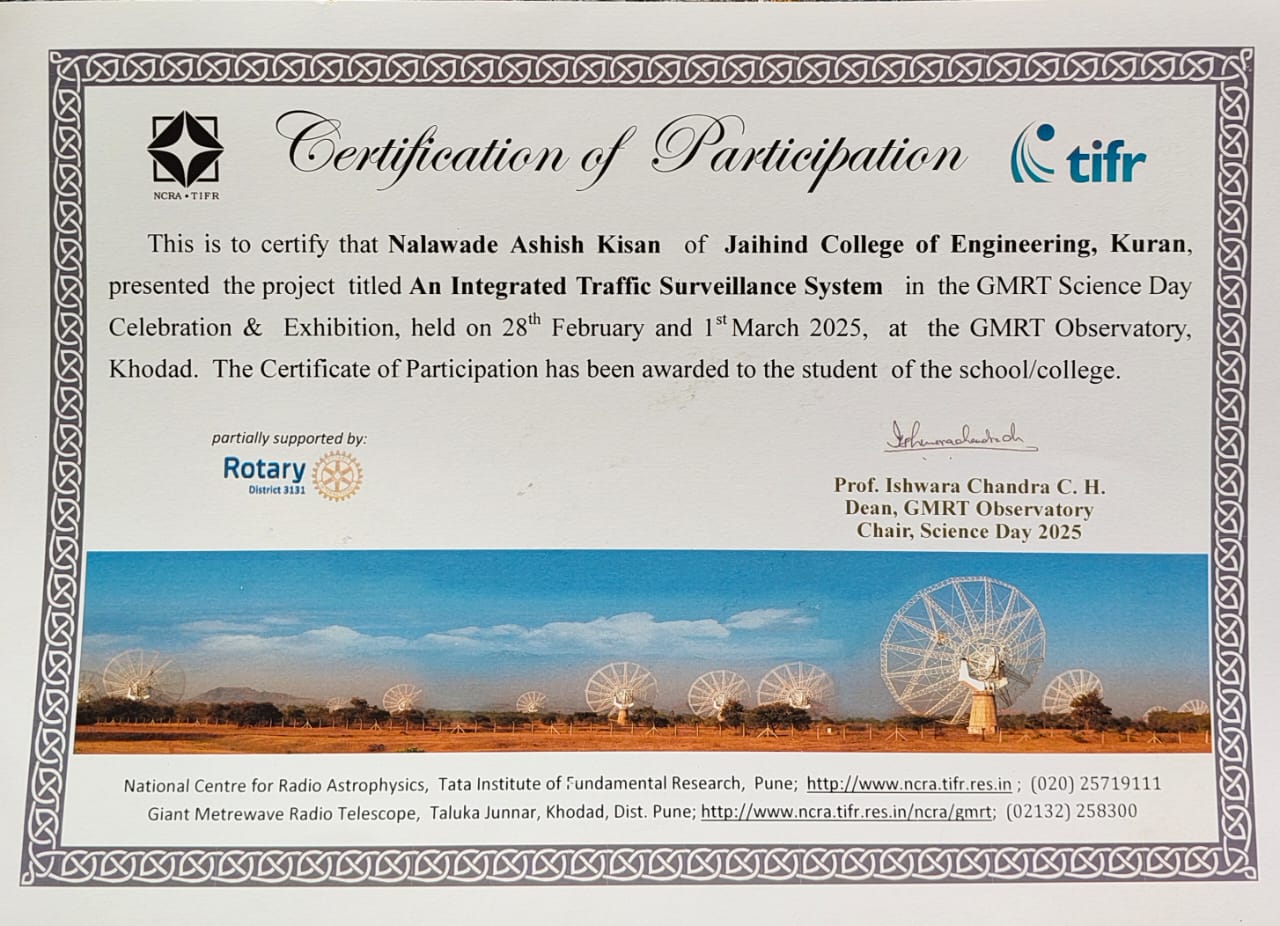 Certification of Participation
NCRA • TIFR
tifr
This is to certify that Nalawade Ashish Kisan of Jaihind College of Engineering, Kuran,
presented the project titled An Integrated Traffic Surveillance System in the GMRT Science Day
Celebration & Exhibition, held on 28th February and 1st March 2025, at the GMRT Observatory,
Khodad. The Certificate of Participation has been awarded to the student of the school/college.
partially supported by:
Rotary
District 3131
Prof. Ishwara Chandra C. H.
Dean, GMRT Observatory
Chair, Science Day 2025
National Centre for Radio Astrophysics, Tata Institute of Fundamental Research, Pune; http://www.ncra.tifr.res.in ; (020) 25719111
Giant Metrewave Radio Telescope, Taluka Junnar, Khodad, Dist. Pune; http://www.ncra.tifr.res.in/ncra/gmrt; (02132) 258300